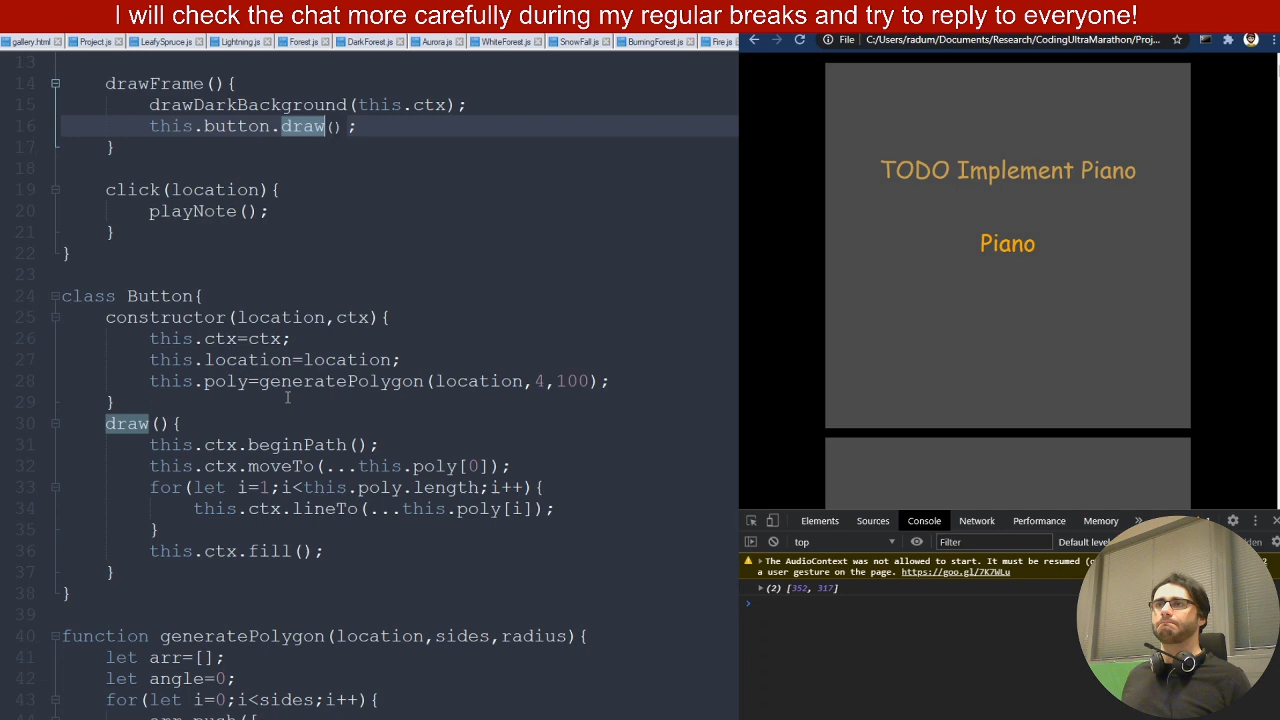 I will check the chat more carefully during my regular breaks and try to reply to everyone!
gallery.html Project.js LeafySpruce.js Lightning.js Forest.js DarkForest.js Aurora.js WhiteForest.js SnowFall.js BurningForest.js Fire.js
File C:/Users/radum/Documents/Research/CodingUltraMarathon/Proj...
13
14 drawFrame(){
15 drawDarkBackground(this.ctx);
16 this.button.draw();
17 }
18
19 click(location){
20 playNote();
21 }
22 }
23
24 class Button{
25 constructor(location,ctx){
26 this.ctx=ctx;
27 this.location=location;
28 this.poly=generatePolygon(location,4,100);
29 }
30 draw(){
31 this.ctx.beginPath();
32 this.ctx.moveTo(...this.poly[0]);
33 for(let i=1;i<this.poly.length;i++){
34 this.ctx.lineTo(...this.poly[i]);
35 }
36 this.ctx.fill();
37 }
38 }
39
40 function generatePolygon(location,sides,radius){
41 let arr=[];
42 let angle=0;
43 for(let i=0;i<sides;i++){
arr.push([
TODO Implement Piano
Piano
Elements Sources Console Network Performance Memory »
top Filter Default leve
The AudioContext was not allowed to start. It must be resumed (
a user gesture on the page. https://goo.gl/7K7WLu
(2) [352, 317]